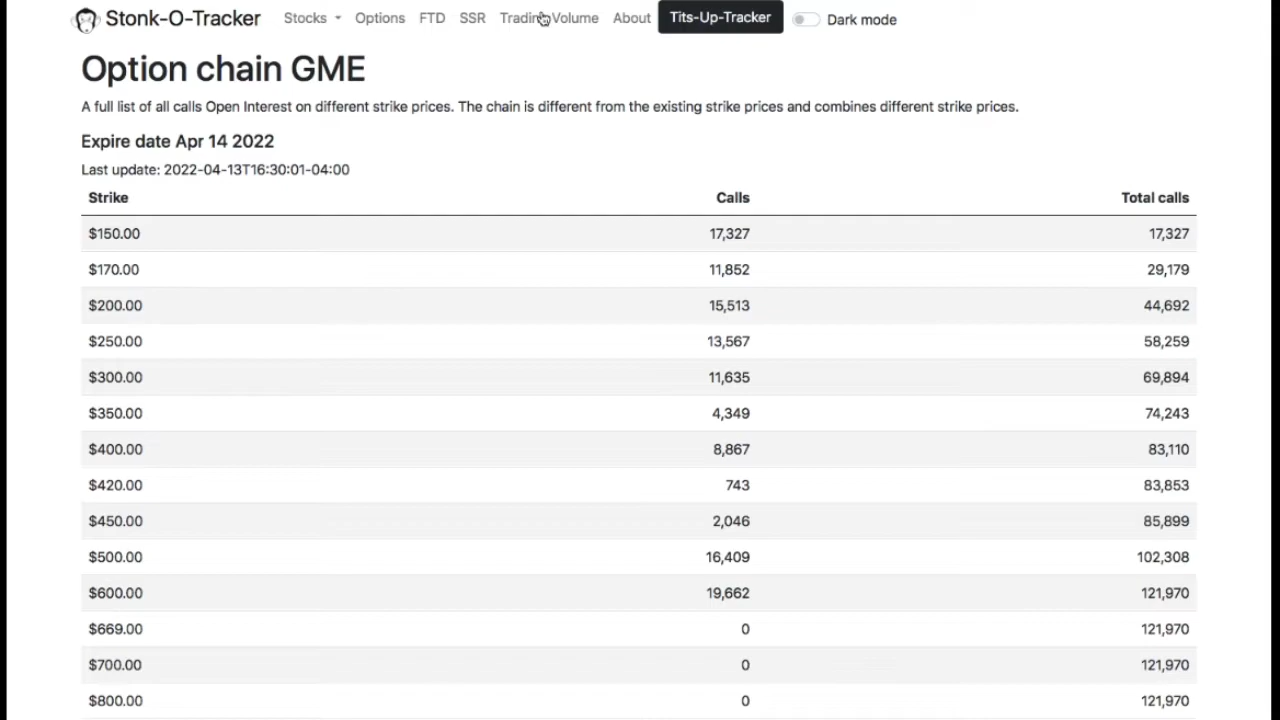 Stonk-O-Tracker Stocks Options FTD SSR Trading Volume About Tits-Up-Tracker Dark mode
Option chain GME
A full list of all calls Open Interest on different strike prices. The chain is different from the existing strike prices and combines different strike prices.
Expire date Apr 14 2022
Last update: 2022-04-13T16:30:01-04:00
Strike Calls Total calls
$150.00 17,327 17,327
$170.00 11,852 29,179
$200.00 15,513 44,692
$250.00 13,567 58,259
$300.00 11,635 69,894
$350.00 4,349 74,243
$400.00 8,867 83,110
$420.00 743 83,853
$450.00 2,046 85,899
$500.00 16,409 102,308
$600.00 19,662 121,970
$669.00 0 121,970
$700.00 0 121,970
$800.00 0 121,970